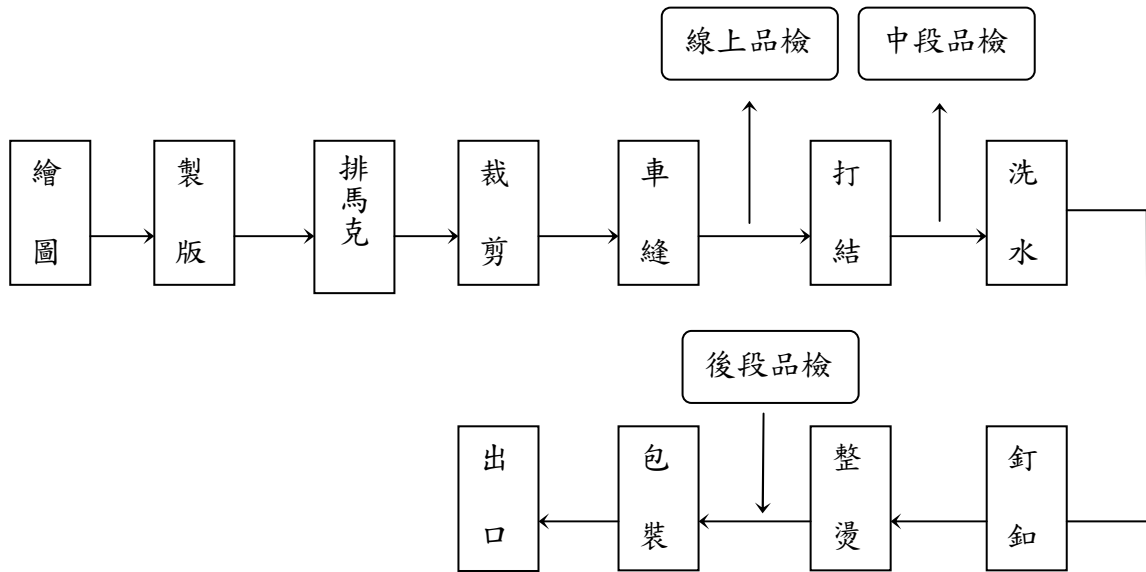 線上品檢
中段品檢
繪圖
製版
排馬克
裁剪
車縫
打結
洗水
後段品檢
出口
包裝
整燙
釘釦